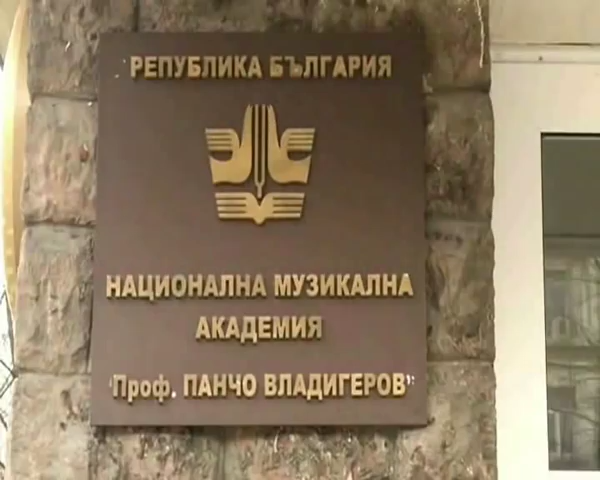 РЕПУБЛИКА БЪЛГАРИЯ
НАЦИОНАЛНА МУЗИКАЛНА
АКАДЕМИЯ
"Проф. ПАНЧО ВЛАДИГЕРОВ"